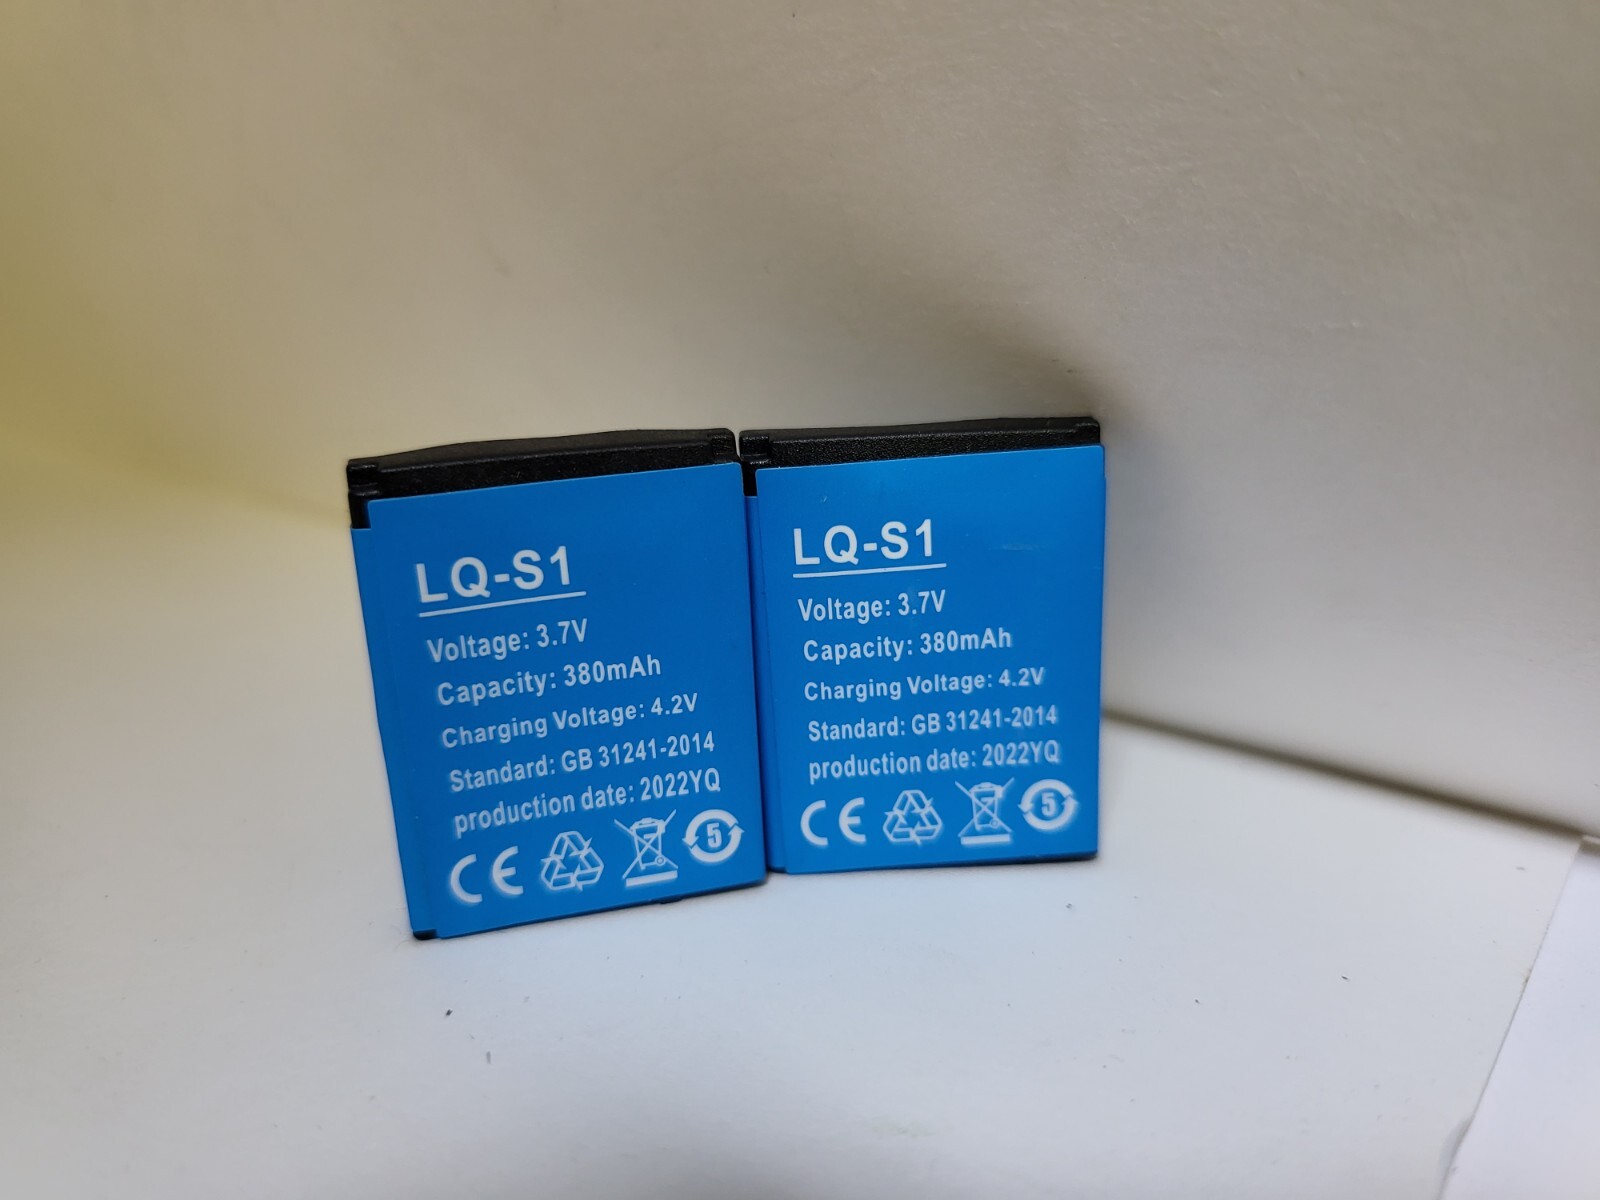 LQ-S1
Voltage: 3.7V
Capacity: 380mAh
Charging Voltage: 4.2V
Standard: GB 31241-2014
production date: 2022YQ
CE
5
LQ-S1
Voltage: 3.7V
Capacity: 380mAh
Charging Voltage: 4.2V
Standard: GB 31241-2014
production date: 2022YQ
CE
5